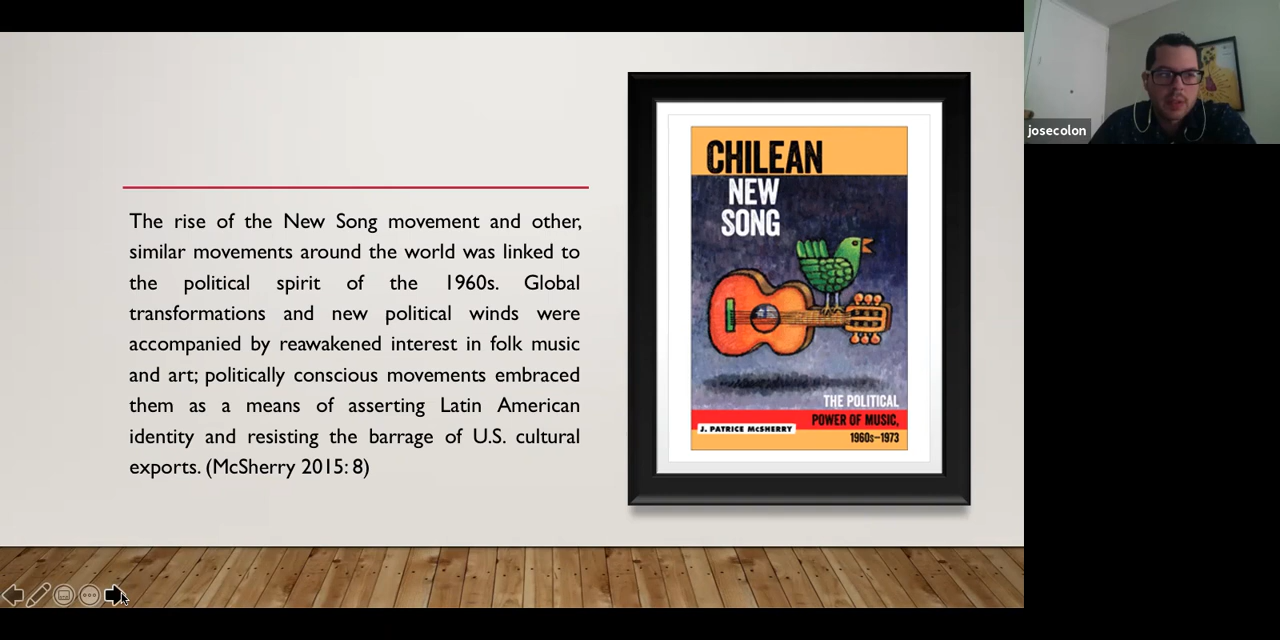 The rise of the New Song movement and other,
similar movements around the world was linked to
the political spirit of the 1960s. Global
transformations and new political winds were
accompanied by reawakened interest in folk music
and art; politically conscious movements embraced
them as a means of asserting Latin American
identity and resisting the barrage of U.S. cultural
exports. (McSherry 2015: 8)
CHILEAN
NEW
SONG
THE POLITICAL
POWER OF MUSIC,
J. PATRICE McSHERRY
1960s–1973
josecolon